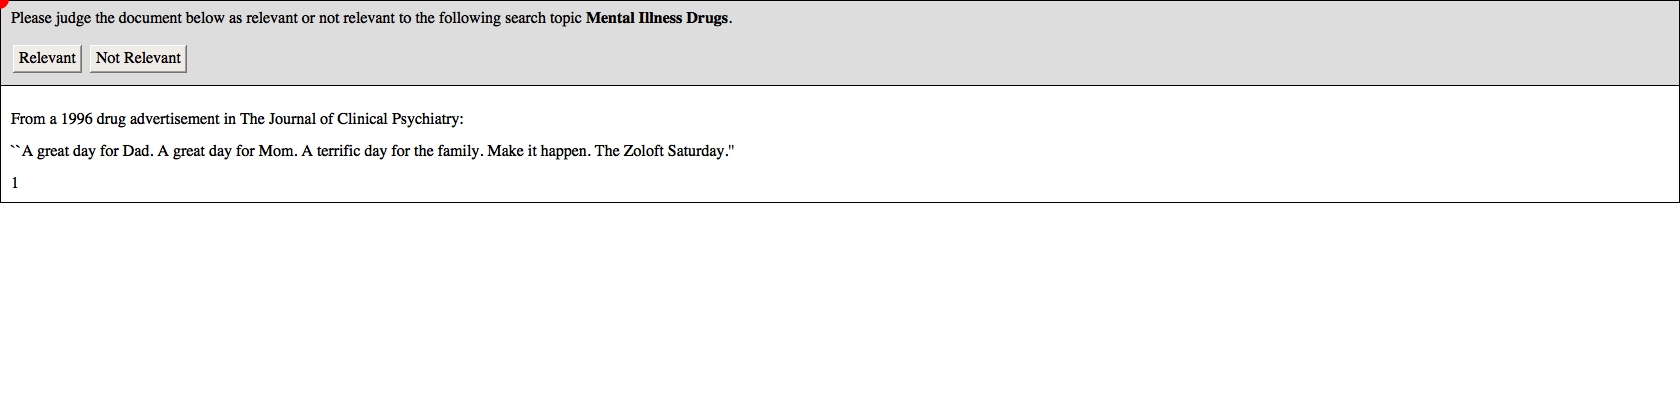 Please judge the document below as relevant or not relevant to the following search topic Mental Illness Drugs.
Relevant Not Relevant
From a 1996 drug advertisement in The Journal of Clinical Psychiatry:
``A great day for Dad. A great day for Mom. A terrific day for the family. Make it happen. The Zoloft Saturday.''
1